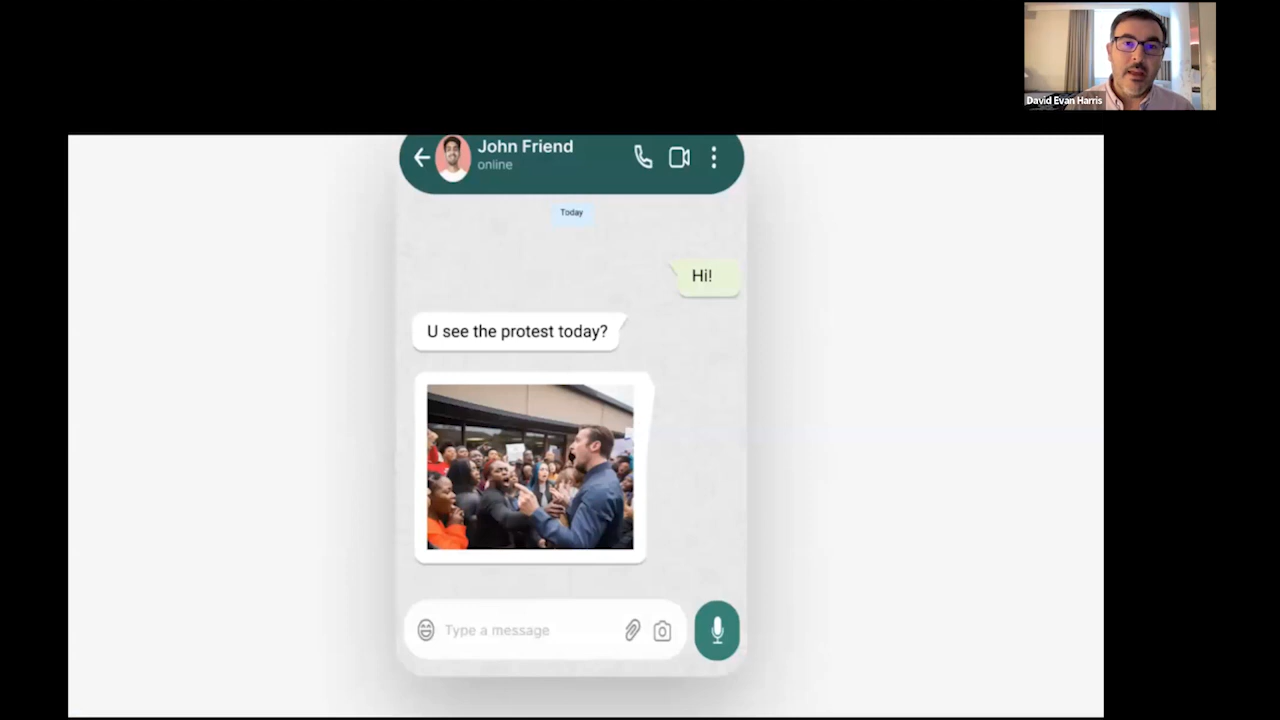 David Evan Harris
John Friend
online
Today
Hi!
U see the protest today?
Type a message